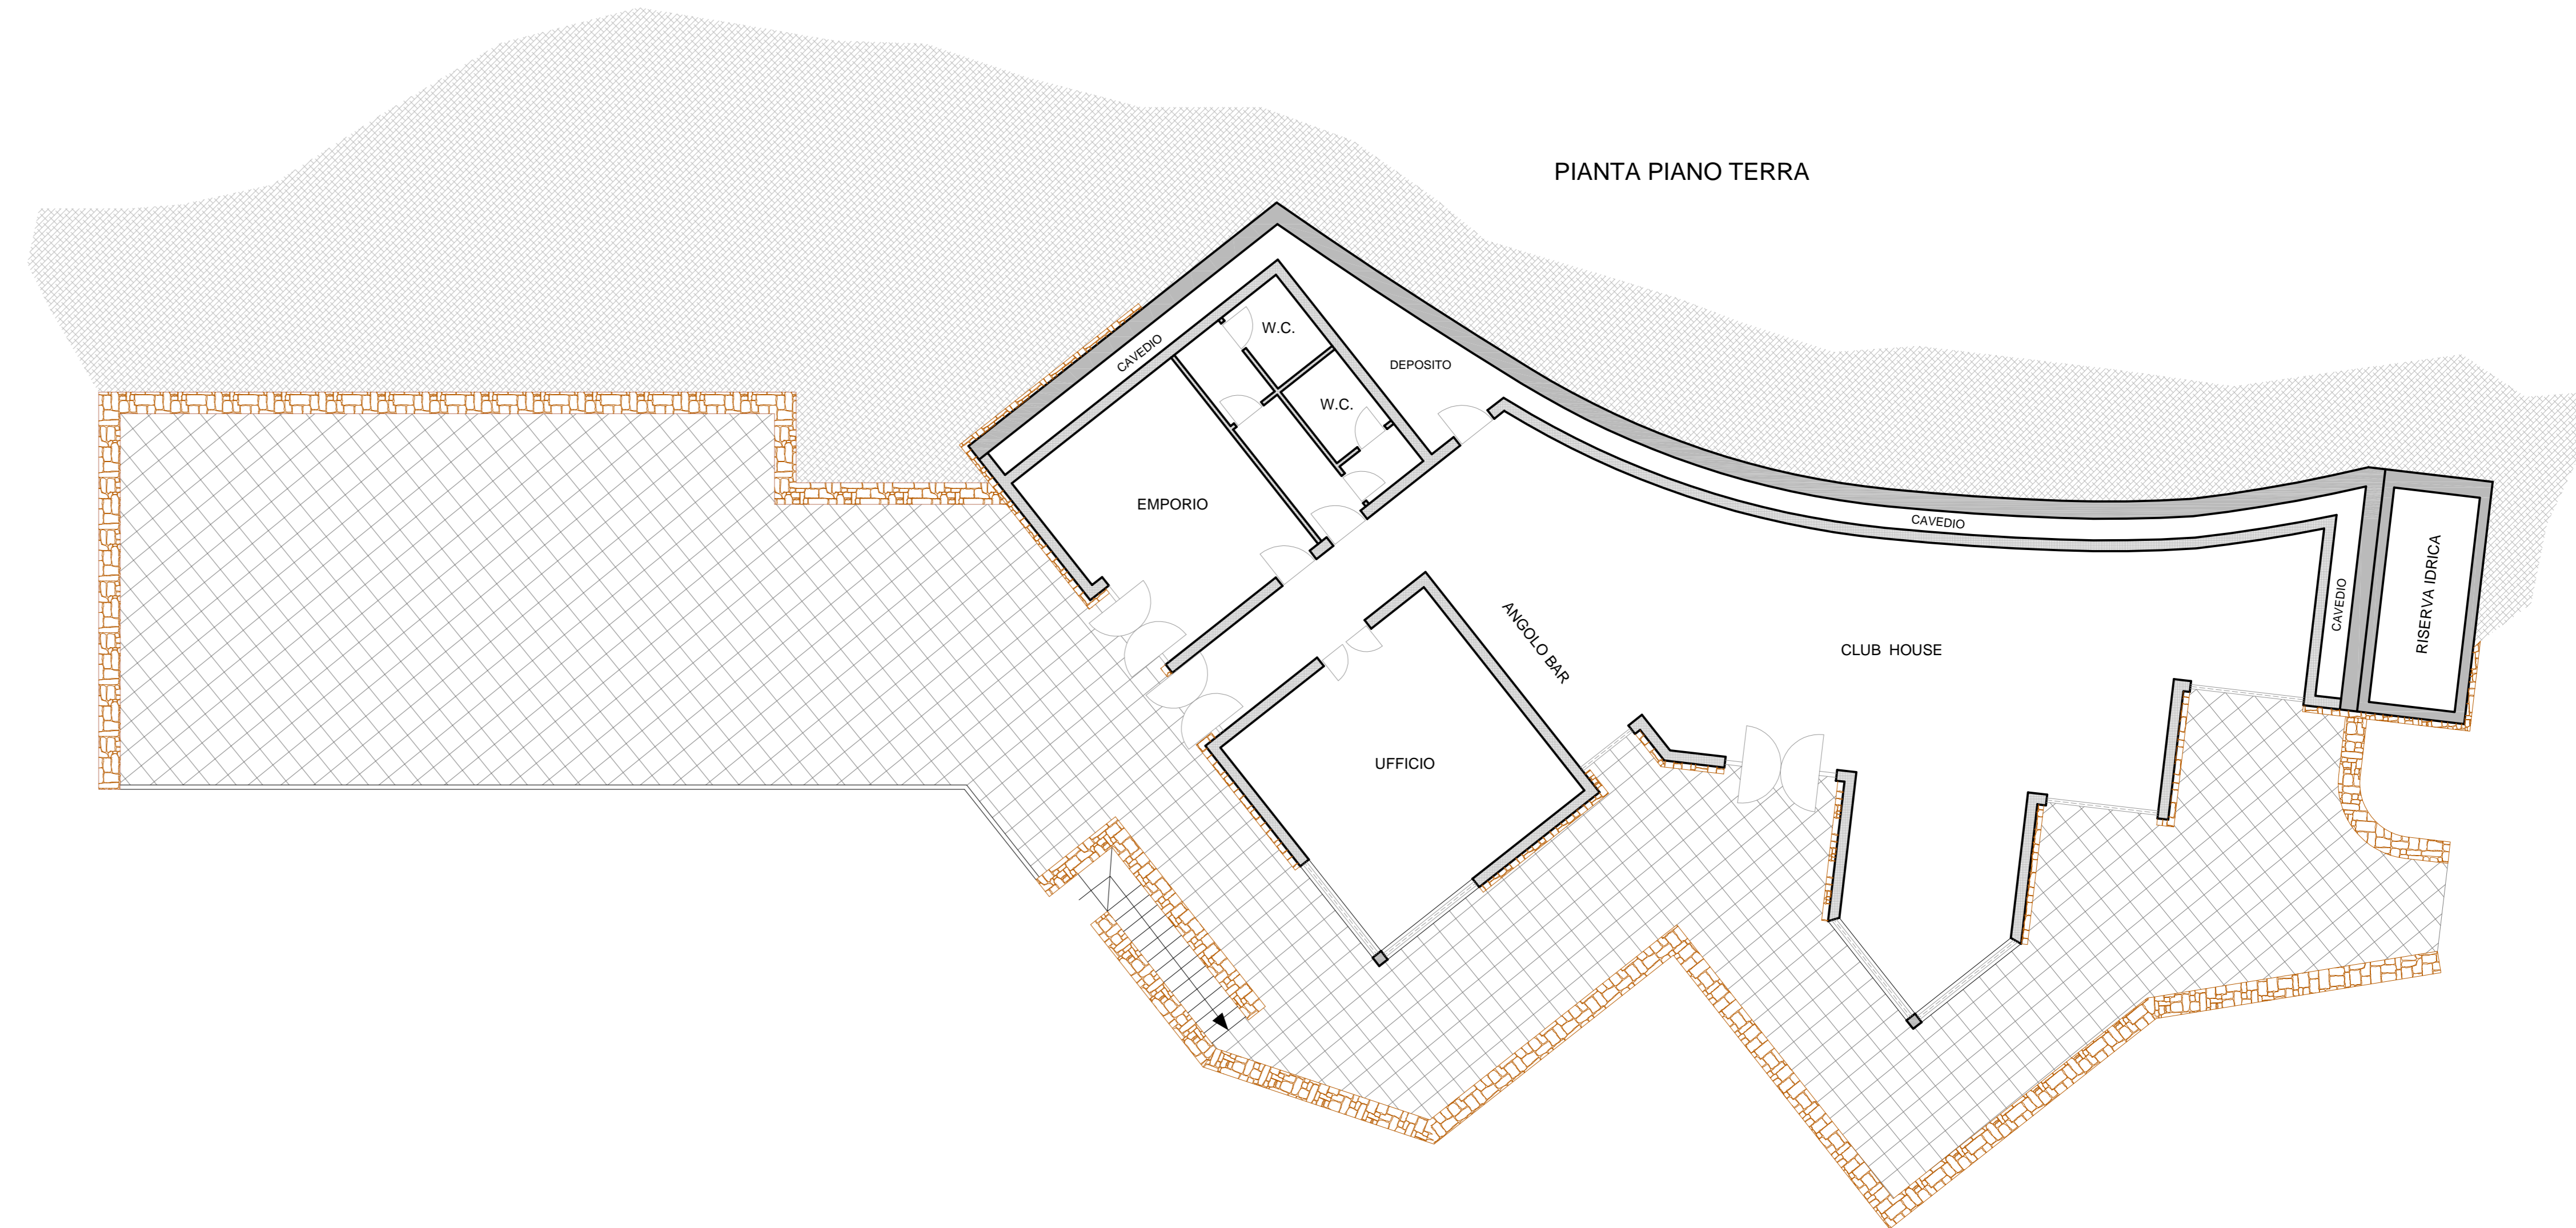 PIANTA PIANO TERRA
W.C.
CAVEDIO
DEPOSITO
W.C.
EMPORIO
CAVEDIO
RISERVA IDRICA
CAVEDIO
ANGOLO BAR
CLUB HOUSE
UFFICIO